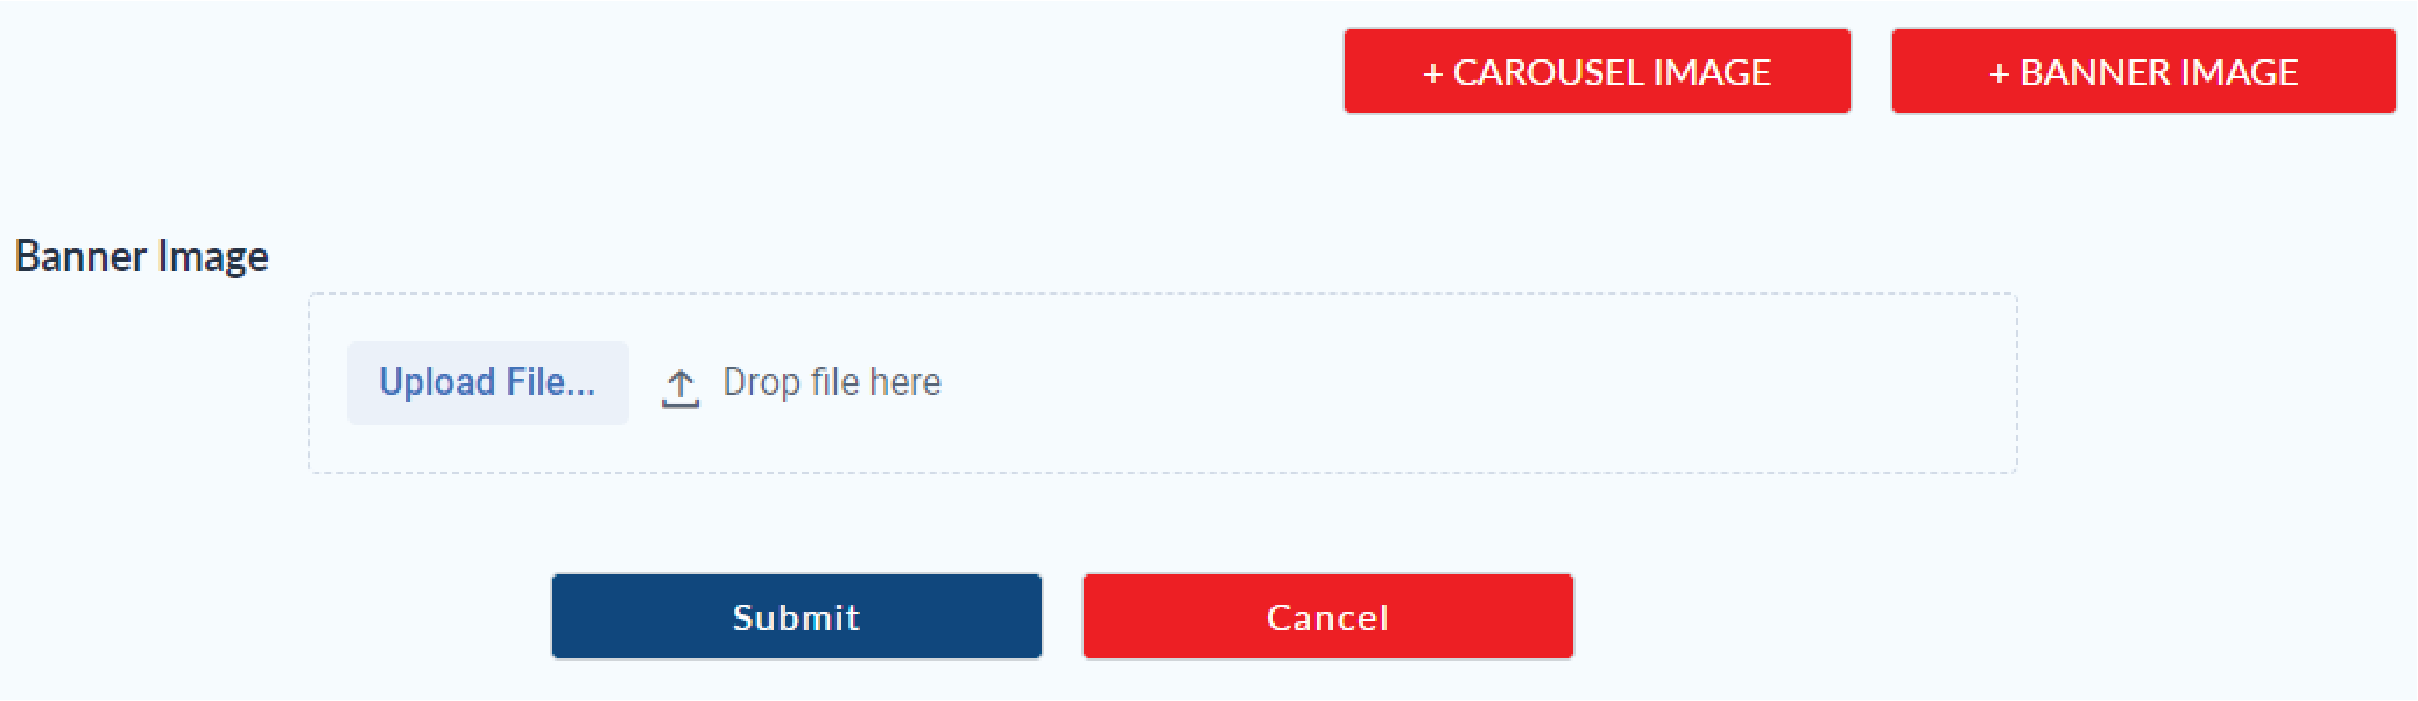 + CAROUSEL IMAGE + BANNER IMAGE
Banner Image
Upload File... Drop file here
Submit Cancel